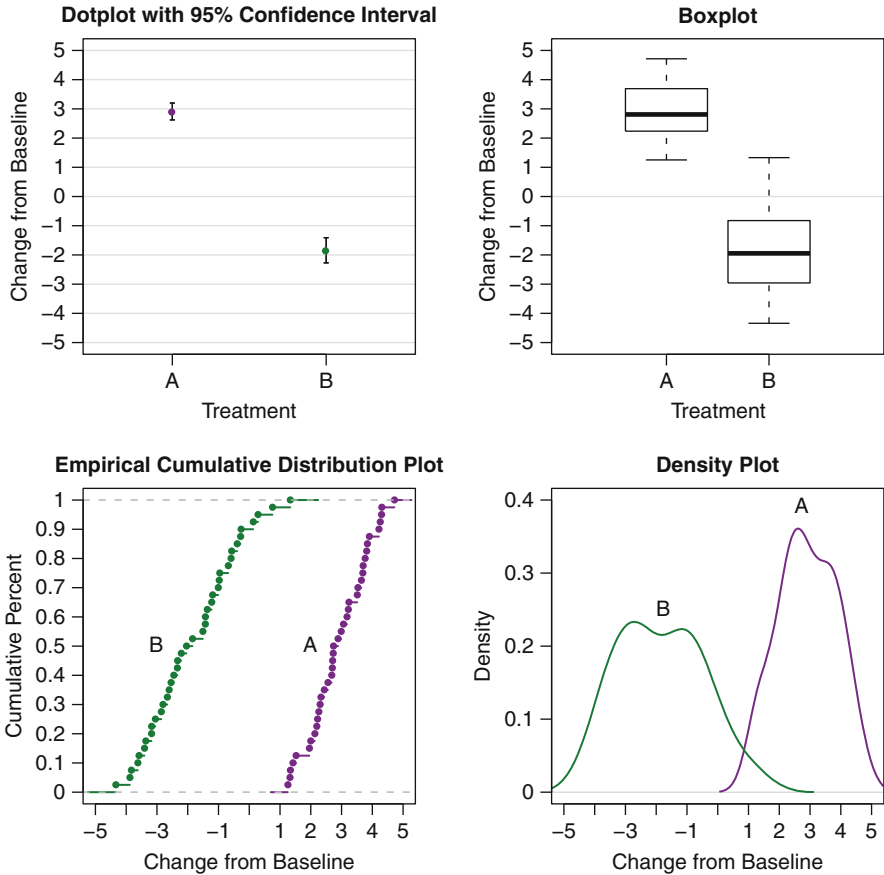 Dotplot with 95% Confidence Interval
5
4
3
2
1
0
−1
−2
−3
−4
−5
Change from Baseline
A
B
Treatment
Boxplot
5
4
3
2
1
0
−1
−2
−3
−4
−5
Change from Baseline
A
B
Treatment
Empirical Cumulative Distribution Plot
1
0.9
0.8
0.7
0.6
0.5
0.4
0.3
0.2
0.1
0
Cumulative Percent
B
A
−5
−3
−1
1
2
3
4
5
Change from Baseline
Density Plot
0.4
0.3
0.2
0.1
0
Density
A
B
−5
−3
−1
1
2
3
4
5
Change from Baseline